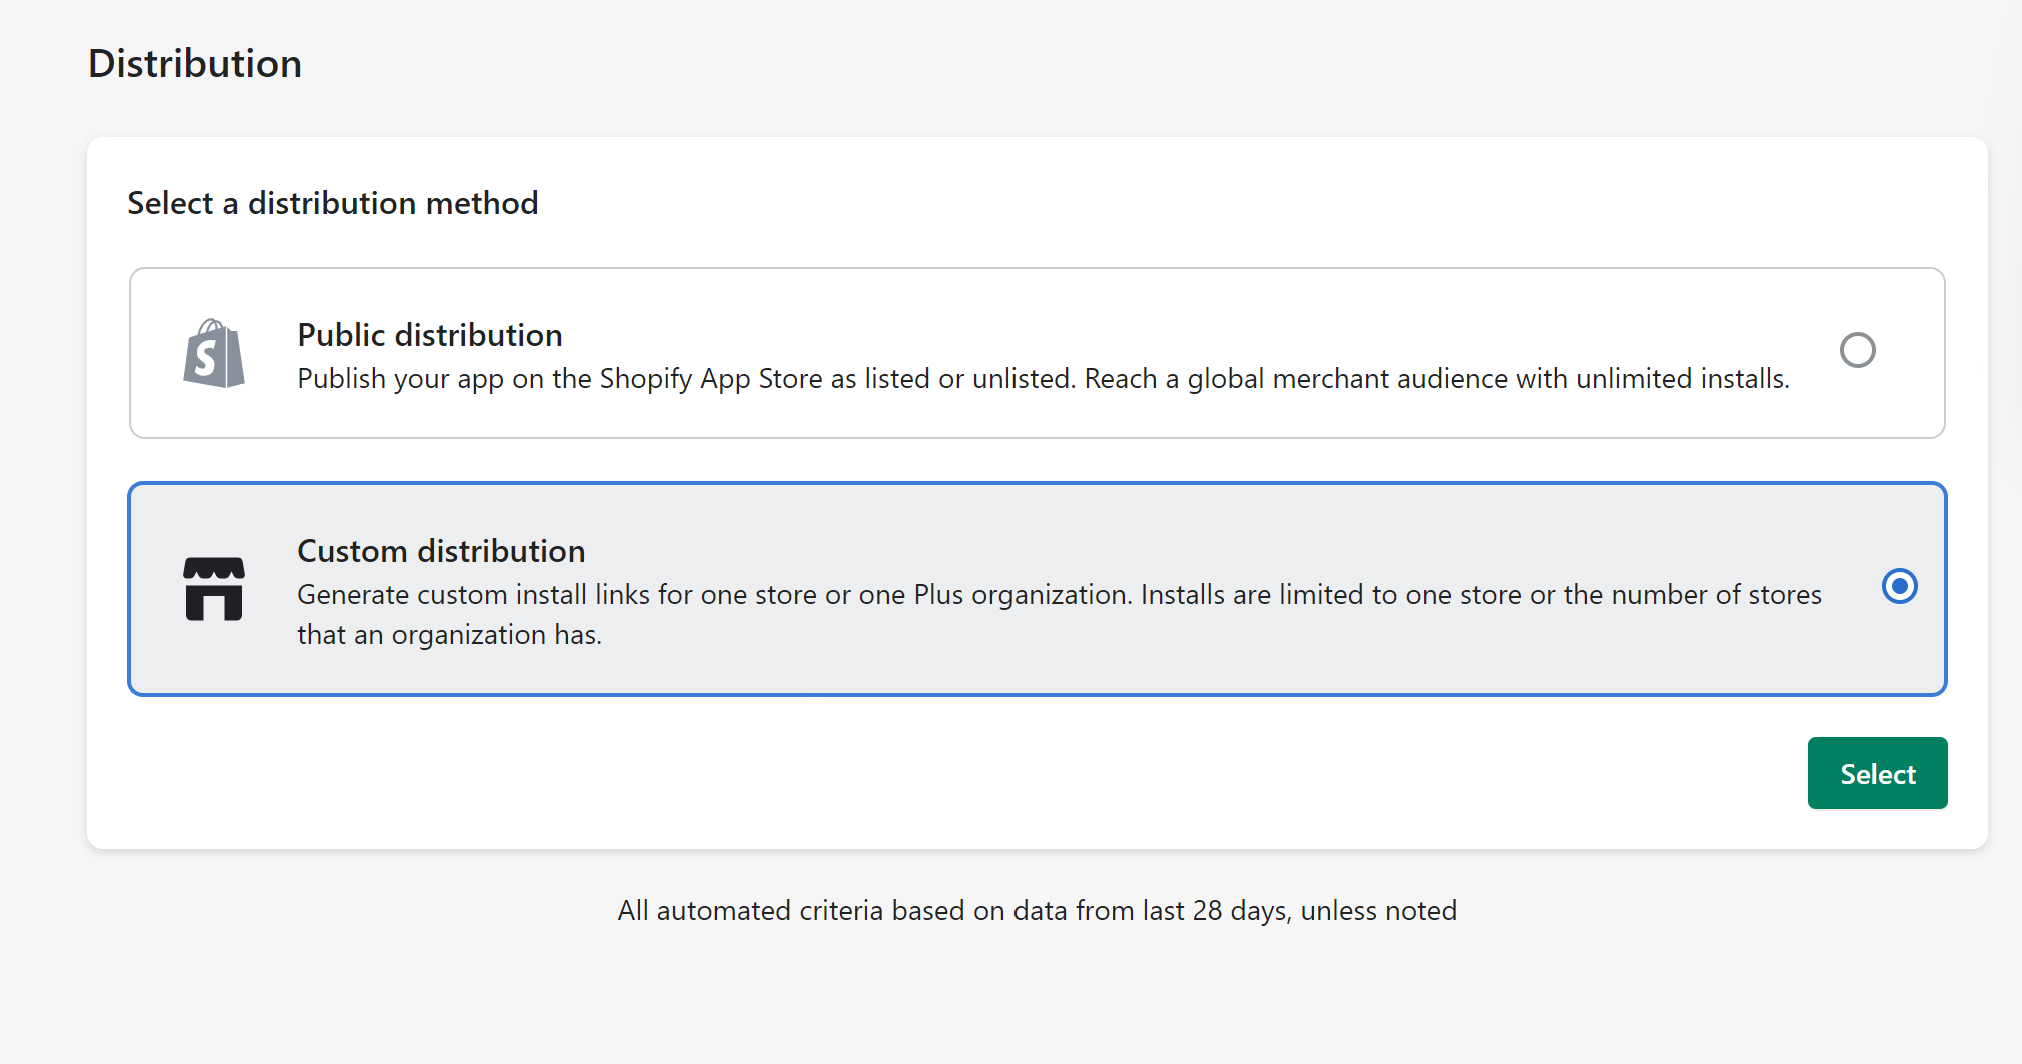 Distribution
Select a distribution method
Public distribution
Publish your app on the Shopify App Store as listed or unlisted. Reach a global merchant audience with unlimited installs.
Custom distribution
Generate custom install links for one store or one Plus organization. Installs are limited to one store or the number of stores
that an organization has.
Select
All automated criteria based on data from last 28 days, unless noted